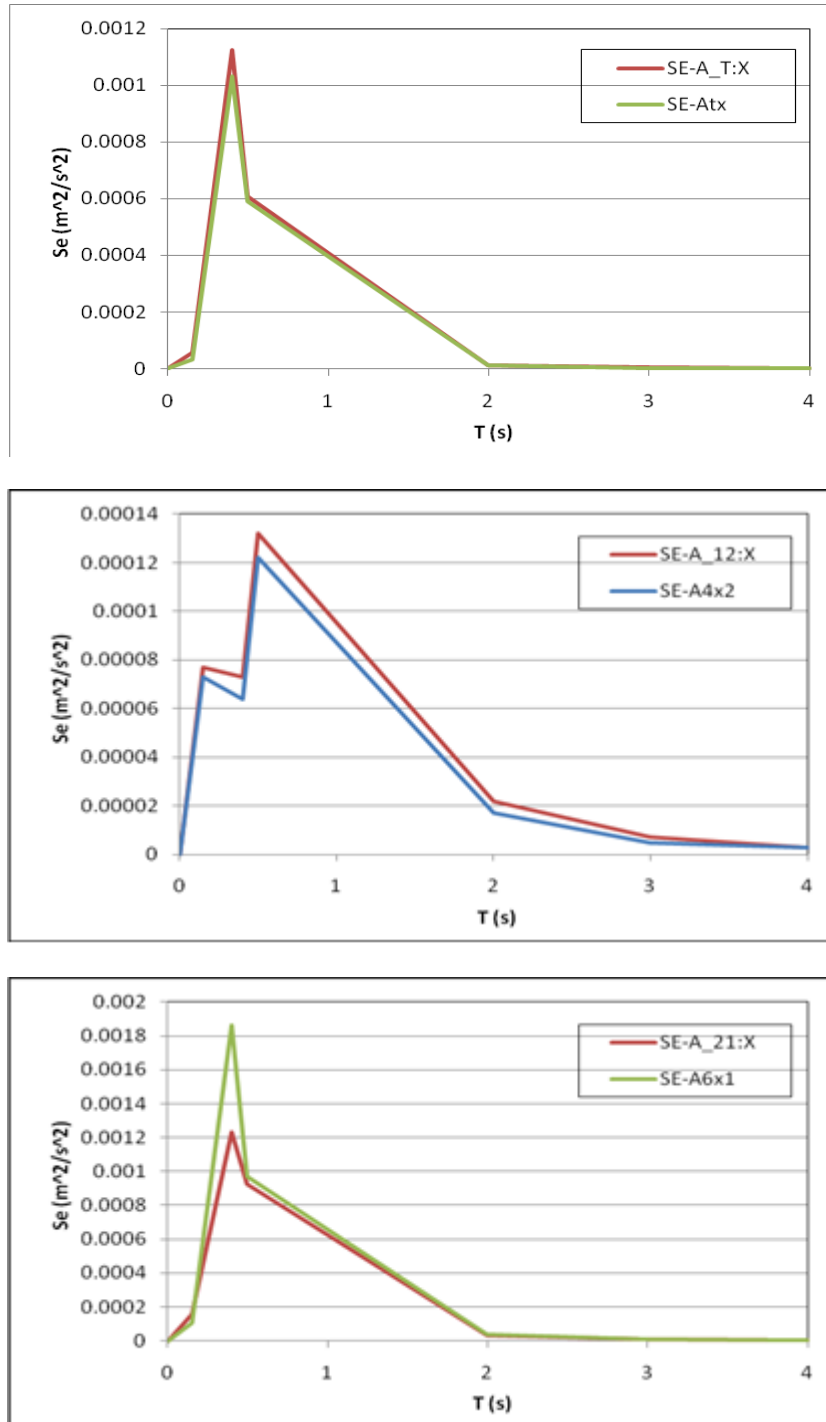 0.0012
0.001
0.0008
0.0006
0.0004
0.0002
0
Se (m^2/s^2)
SE-A_T:X
SE-Atx
0 1 2 3 4
T (s)
0.00014
0.00012
0.0001
0.00008
0.00006
0.00004
0.00002
0
Se (m^2/s^2)
SE-A_12:X
SE-A4x2
0 1 2 3 4
T (s)
0.002
0.0018
0.0016
0.0014
0.0012
0.001
0.0008
0.0006
0.0004
0.0002
0
Se (m^2/s^2)
SE-A_21:X
SE-A6x1
0 1 2 3 4
T (s)